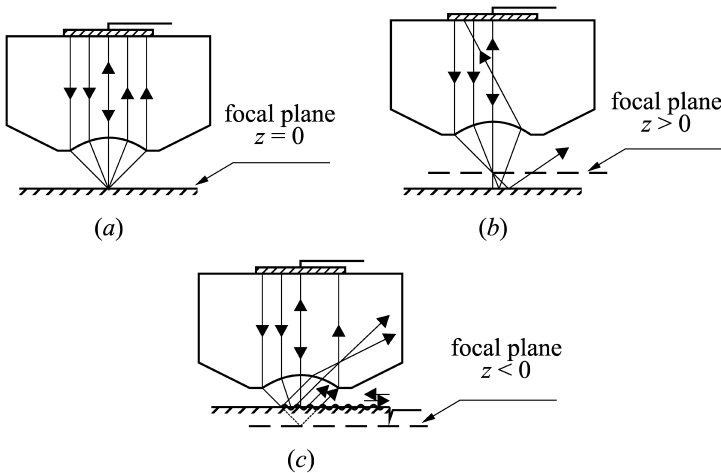 focal plane
z = 0
(a)
focal plane
z > 0
(b)
focal plane
z < 0
(c)